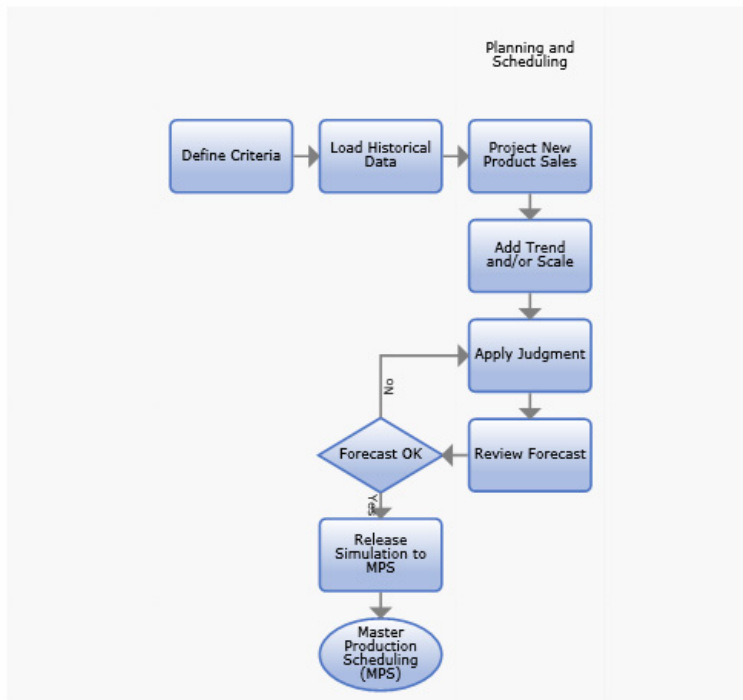 Planning and
Scheduling
Define Criteria
Load Historical
Data
Project New
Product Sales
Add Trend
and/or Scale
Apply Judgment
No
Forecast OK
Review Forecast
Yes
Release
Simulation to
MPS
Master
Production
Scheduling
(MPS)